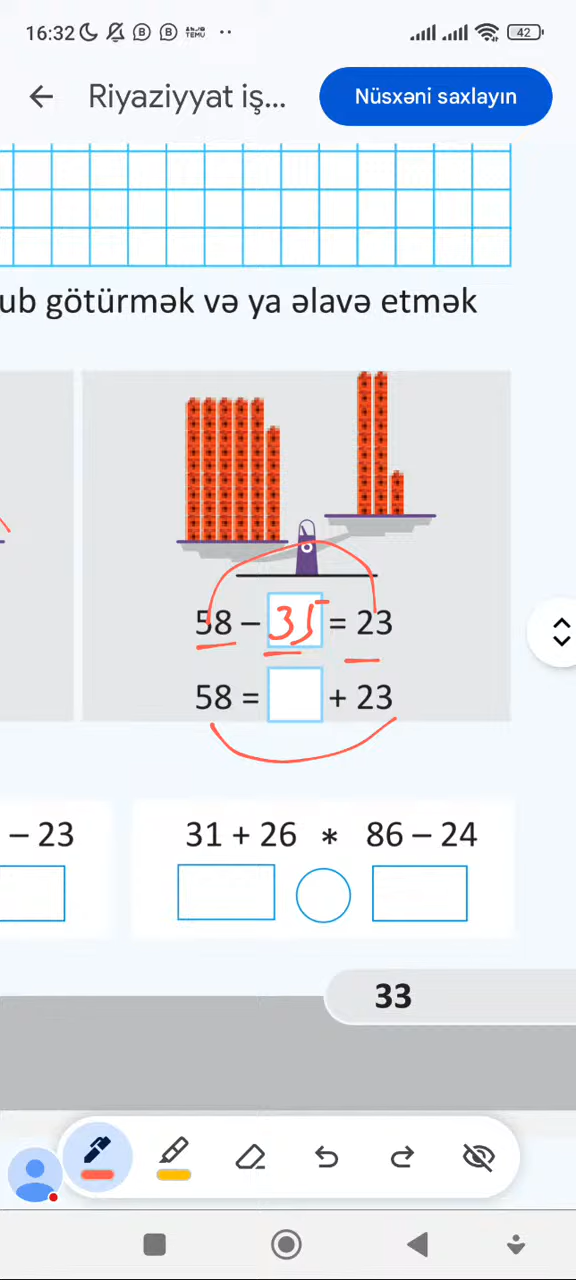 16:32
42
Riyaziyyat iş...
Nüsxəni saxlayın
ub götürmək və ya əlavə etmək
58 – 35 = 23
58 = + 23
– 23
31 + 26 * 86 – 24
33